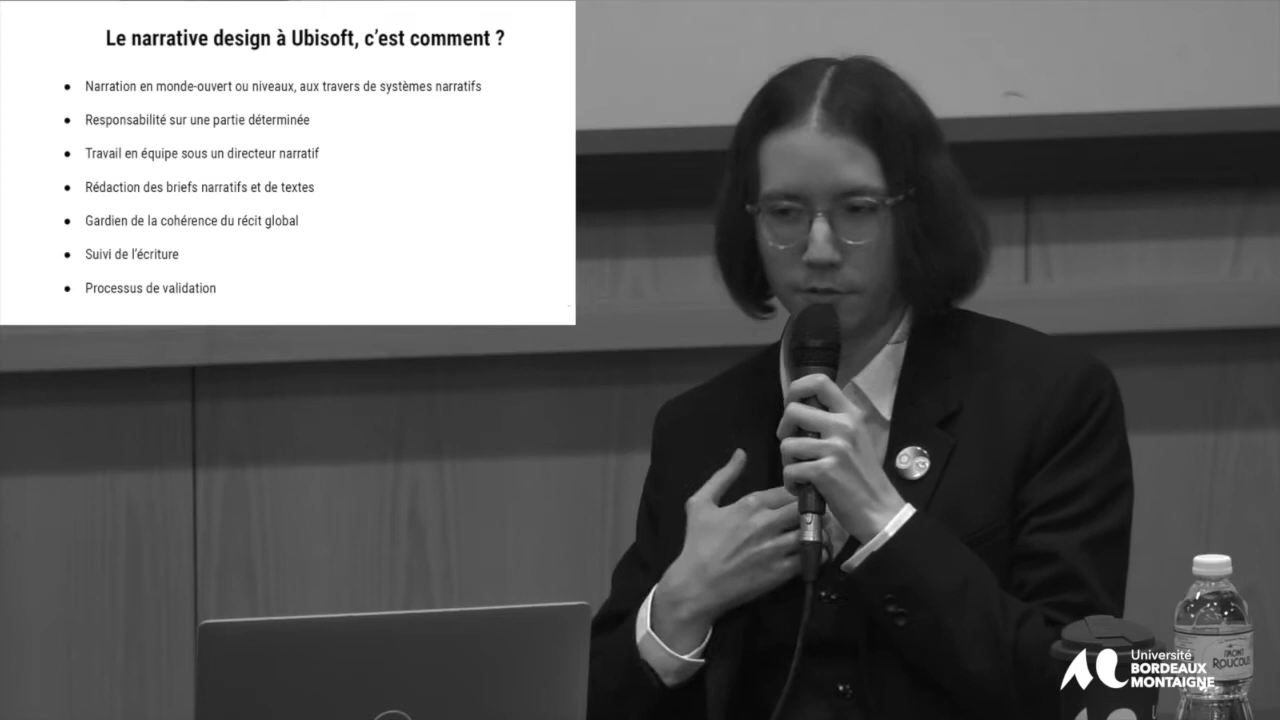 Le narrative design à Ubisoft, c'est comment ?
● Narration en monde-ouvert ou niveaux, aux travers de systèmes narratifs
● Responsabilité sur une partie déterminée
● Travail en équipe sous un directeur narratif
● Rédaction des briefs narratifs et de textes
● Gardien de la cohérence du récit global
● Suivi de l'écriture
● Processus de validation
Université
BORDEAUX
MONTAIGNE
MONT
ROUCOUS